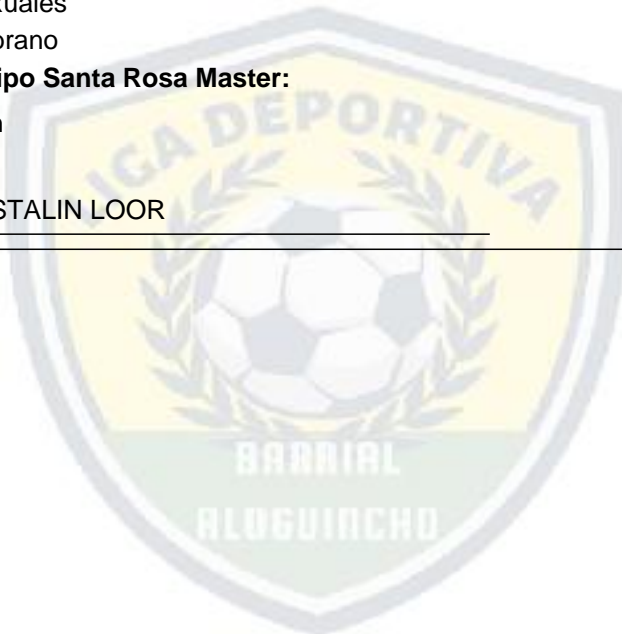 uales
orano
ipo Santa Rosa Master:
n
STALIN LOOR
LIGA DEPORTIVA
BARRIAL
ALUGUINCHO